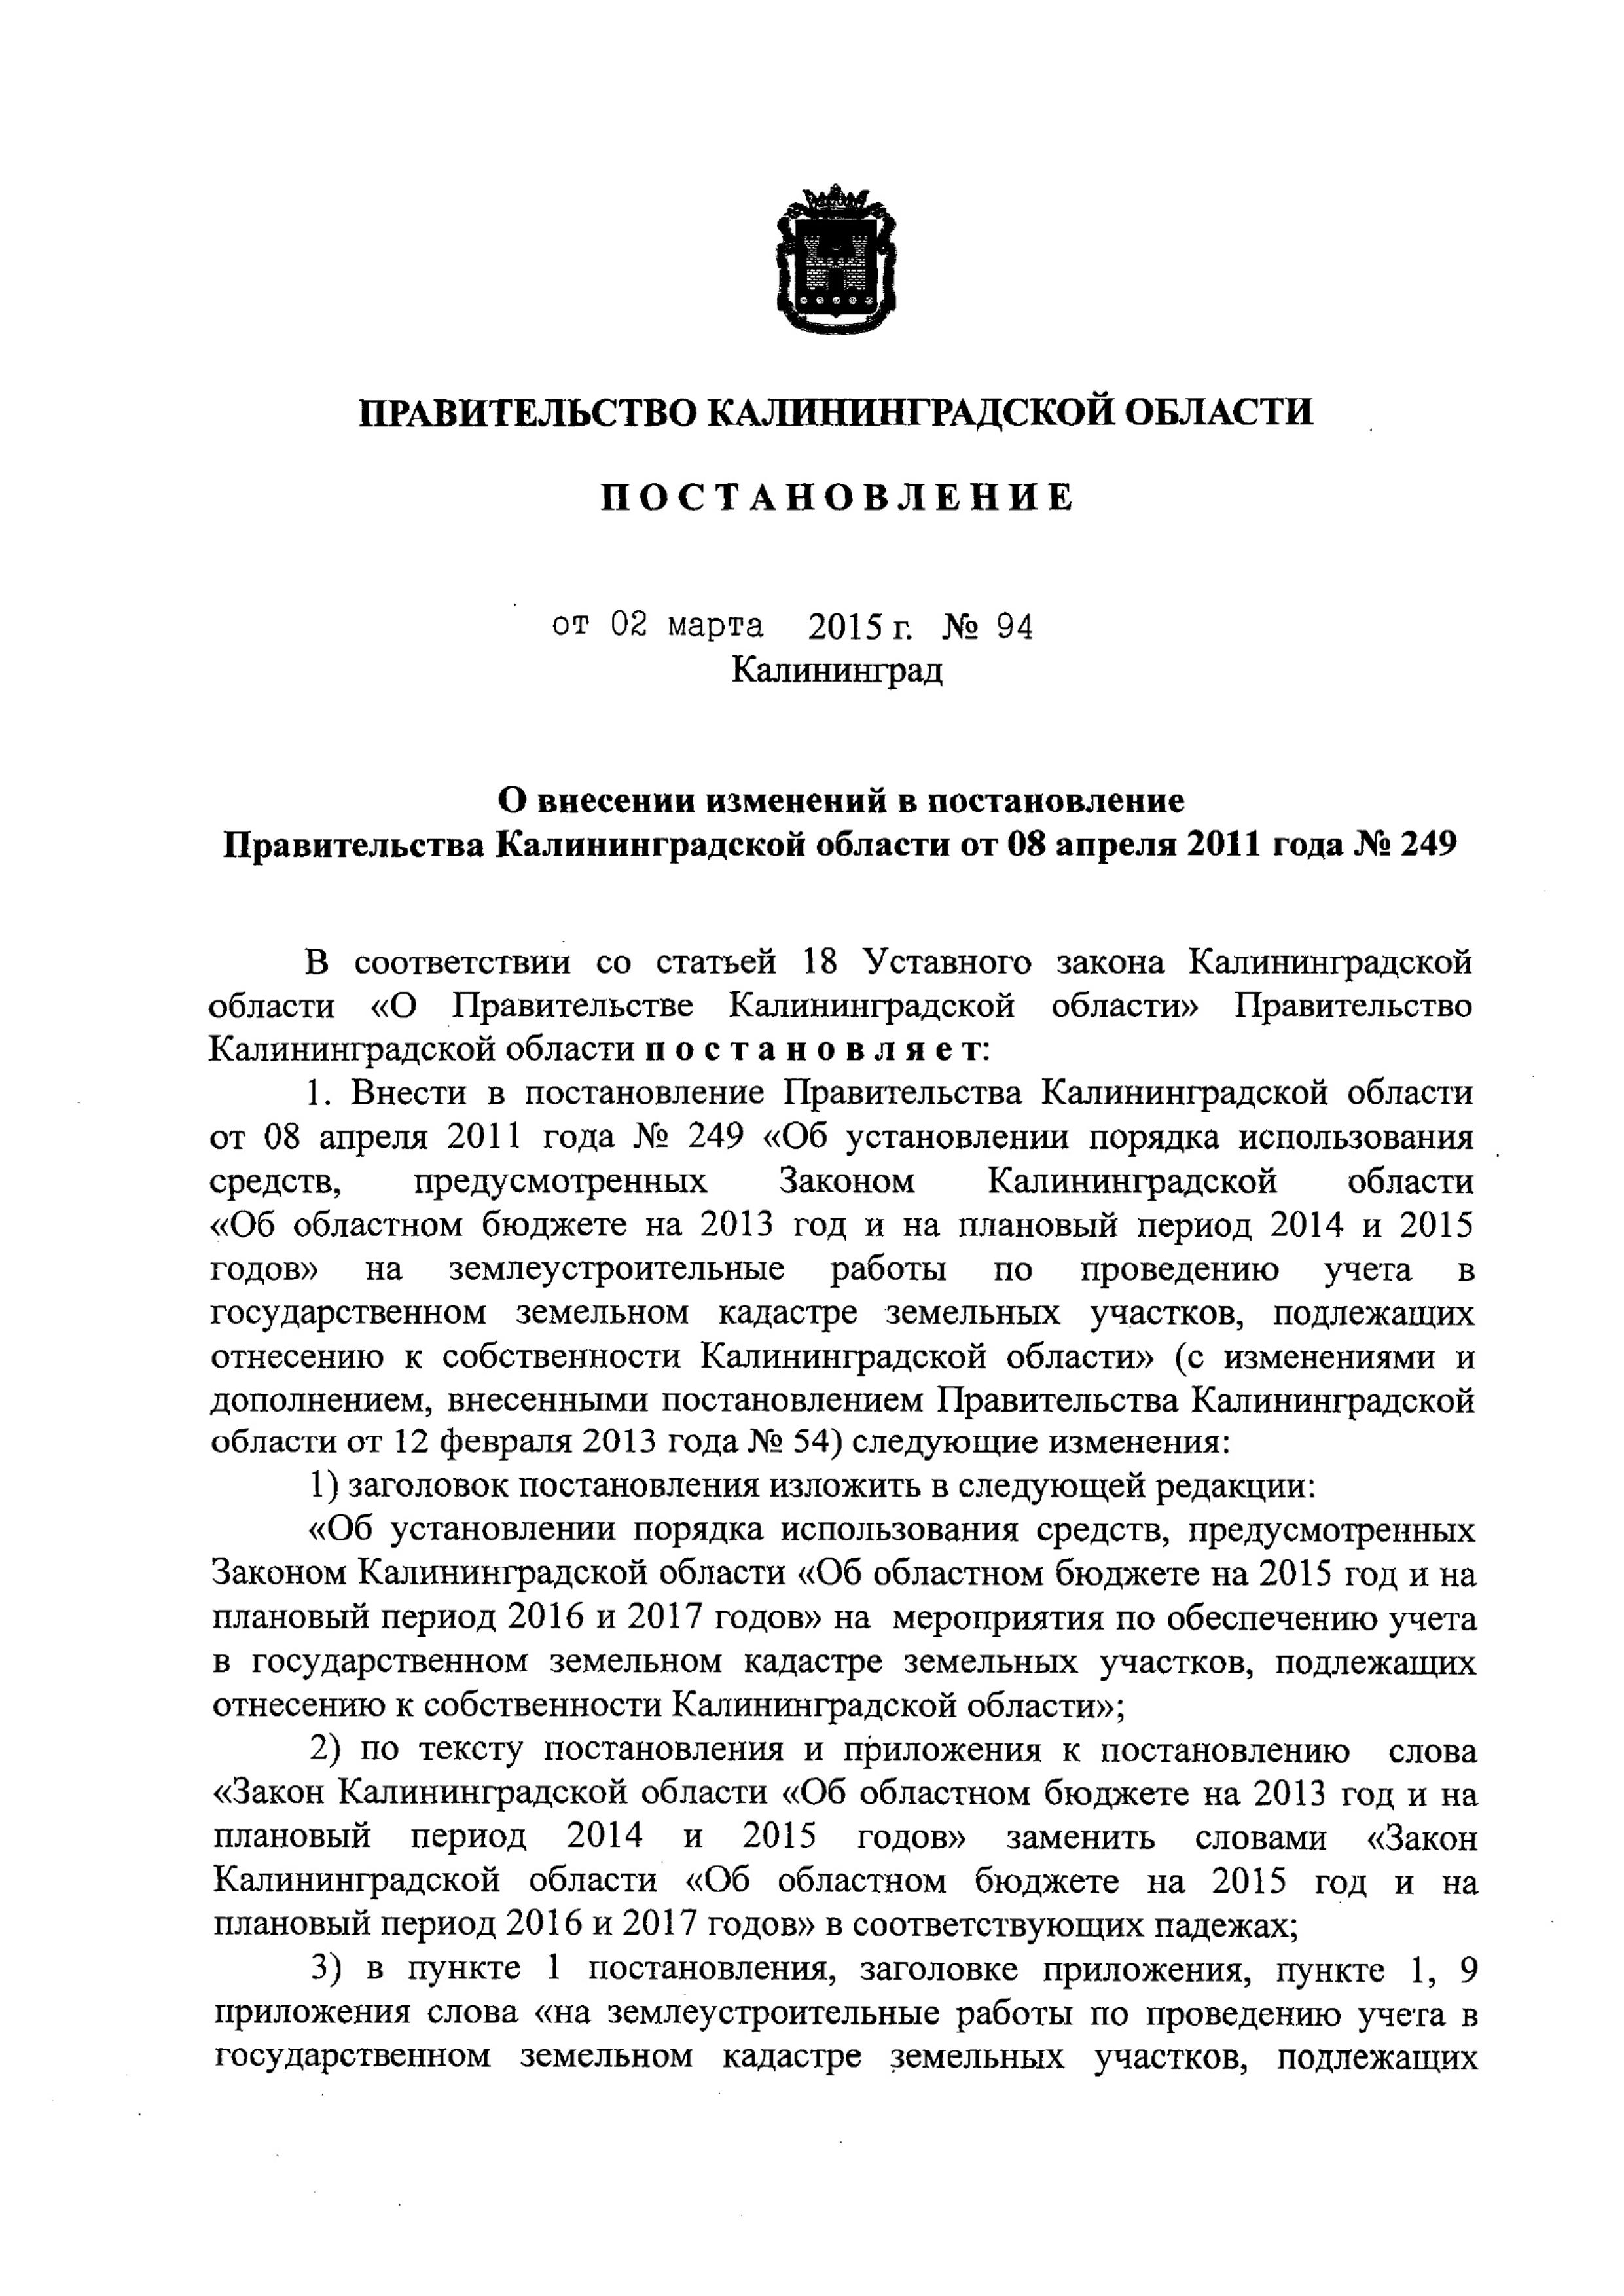 ПРАВИТЕЛЬСТВО КАЛИНИНГРАДСКОЙ ОБЛАСТИ
ПОСТАНОВЛЕНИЕ
от 02 марта 2015 г. № 94
Калининград
О внесении изменений в постановление
Правительства Калининградской области от 08 апреля 2011 года № 249
В соответствии со статьей 18 Уставного закона Калининградской
области «О Правительстве Калининградской области» Правительство
Калининградской области п о с т а н о в л я е т:
1. Внести в постановление Правительства Калининградской области
от 08 апреля 2011 года № 249 «Об установлении порядка использования
средств, предусмотренных Законом Калининградской области
«Об областном бюджете на 2013 год и на плановый период 2014 и 2015
годов» на землеустроительные работы по проведению учета в
государственном земельном кадастре земельных участков, подлежащих
отнесению к собственности Калининградской области» (с изменениями и
дополнением, внесенными постановлением Правительства Калининградской
области от 12 февраля 2013 года № 54) следующие изменения:
1) заголовок постановления изложить в следующей редакции:
«Об установлении порядка использования средств, предусмотренных
Законом Калининградской области «Об областном бюджете на 2015 год и на
плановый период 2016 и 2017 годов» на мероприятия по обеспечению учета
в государственном земельном кадастре земельных участков, подлежащих
отнесению к собственности Калининградской области»;
2) по тексту постановления и приложения к постановлению слова
«Закон Калининградской области «Об областном бюджете на 2013 год и на
плановый период 2014 и 2015 годов» заменить словами «Закон
Калининградской области «Об областном бюджете на 2015 год и на
плановый период 2016 и 2017 годов» в соответствующих падежах;
3) в пункте 1 постановления, заголовке приложения, пункте 1, 9
приложения слова «на землеустроительные работы по проведению учета в
государственном земельном кадастре земельных участков, подлежащих